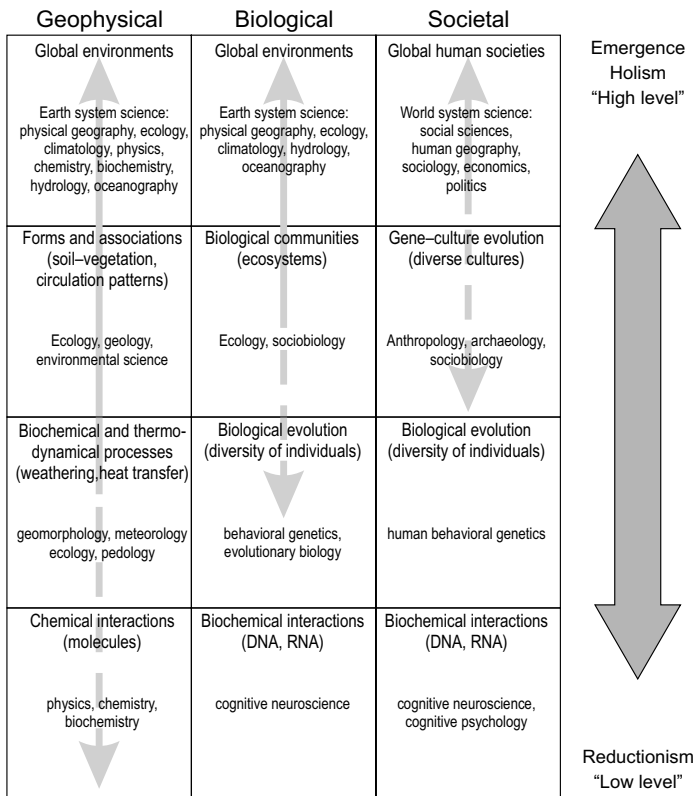 Geophysical
Biological
Societal
Global environments
Earth system science:
physical geography, ecology,
climatology, physics,
chemistry, biochemistry,
hydrology, oceanography
Global environments
Earth system science:
physical geography, ecology,
climatology, hydrology,
oceanography
Global human societies
World system science:
social sciences,
human geography,
sociology, economics,
politics
Forms and associations
(soil–vegetation,
circulation patterns)
Ecology, geology,
environmental science
Biological communities
(ecosystems)
Ecology, sociobiology
Gene–culture evolution
(diverse cultures)
Anthropology, archaeology,
sociobiology
Biochemical and thermo-
dynamical processes
(weathering,heat transfer)
geomorphology, meteorology
ecology, pedology
Biological evolution
(diversity of individuals)
behavioral genetics,
evolutionary biology
Biological evolution
(diversity of individuals)
human behavioral genetics
Chemical interactions
(molecules)
physics, chemistry,
biochemistry
Biochemical interactions
(DNA, RNA)
cognitive neuroscience
Biochemical interactions
(DNA, RNA)
cognitive neuroscience,
cognitive psychology
Emergence
Holism
“High level”
Reductionism
“Low level”